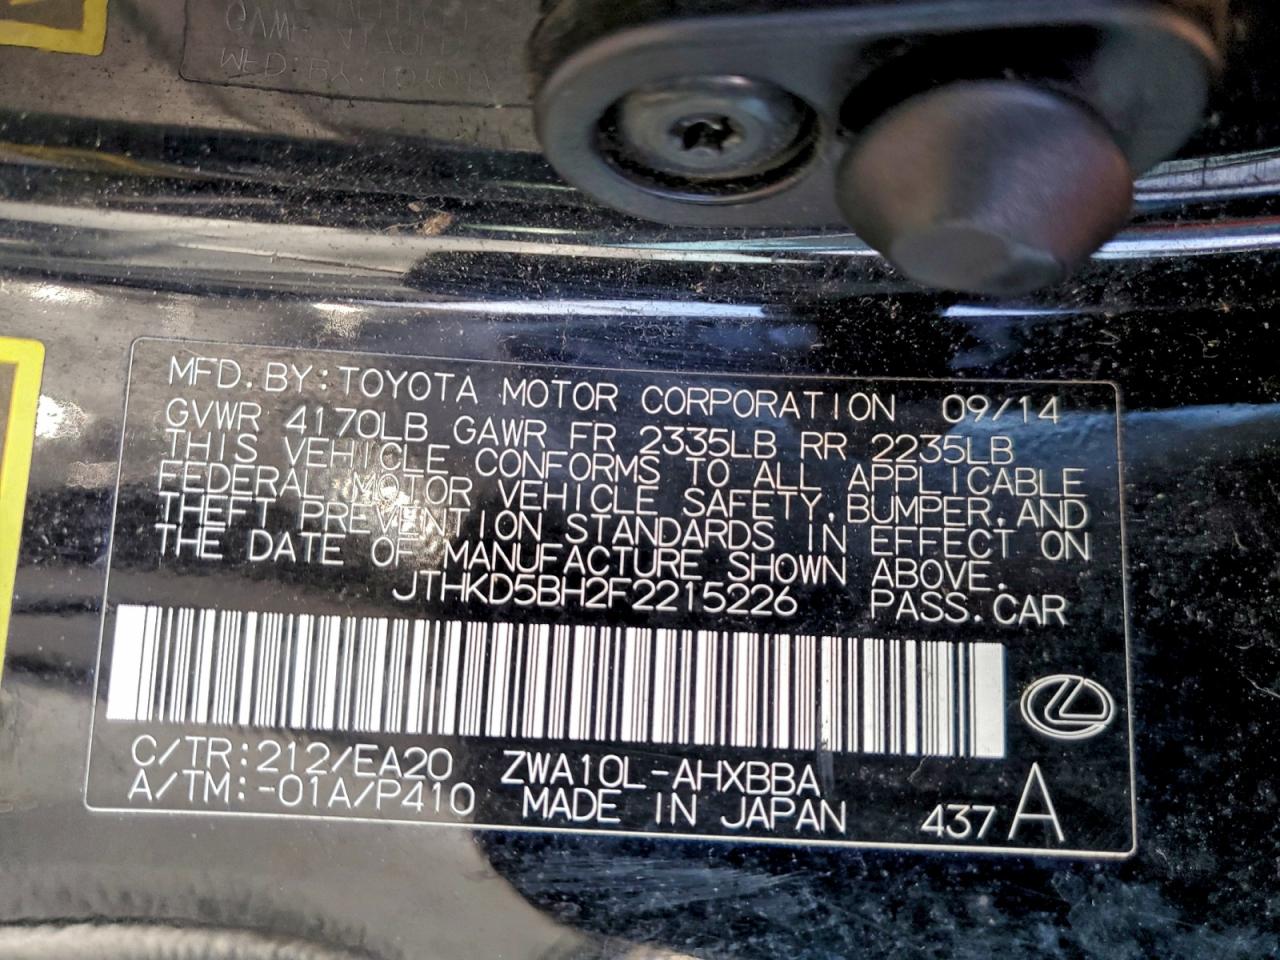 MFD.BY:TOYOTA MOTOR CORPORATION 09/14
GVWR 4170LB GAWR FR 2335LB RR 2235LB
THIS VEHICLE CONFORMS TO ALL APPLICABLE
FEDERAL MOTOR VEHICLE SAFETY,BUMPER,AND
THEFT PREVENTION STANDARDS IN EFFECT ON
THE DATE OF MANUFACTURE SHOWN ABOVE.
JTHKD5BH2F2215226 PASS.CAR
C/TR:212/EA20 ZWA10L-AHXBBA
A/TM:-01A/P410 MADE IN JAPAN 437 A